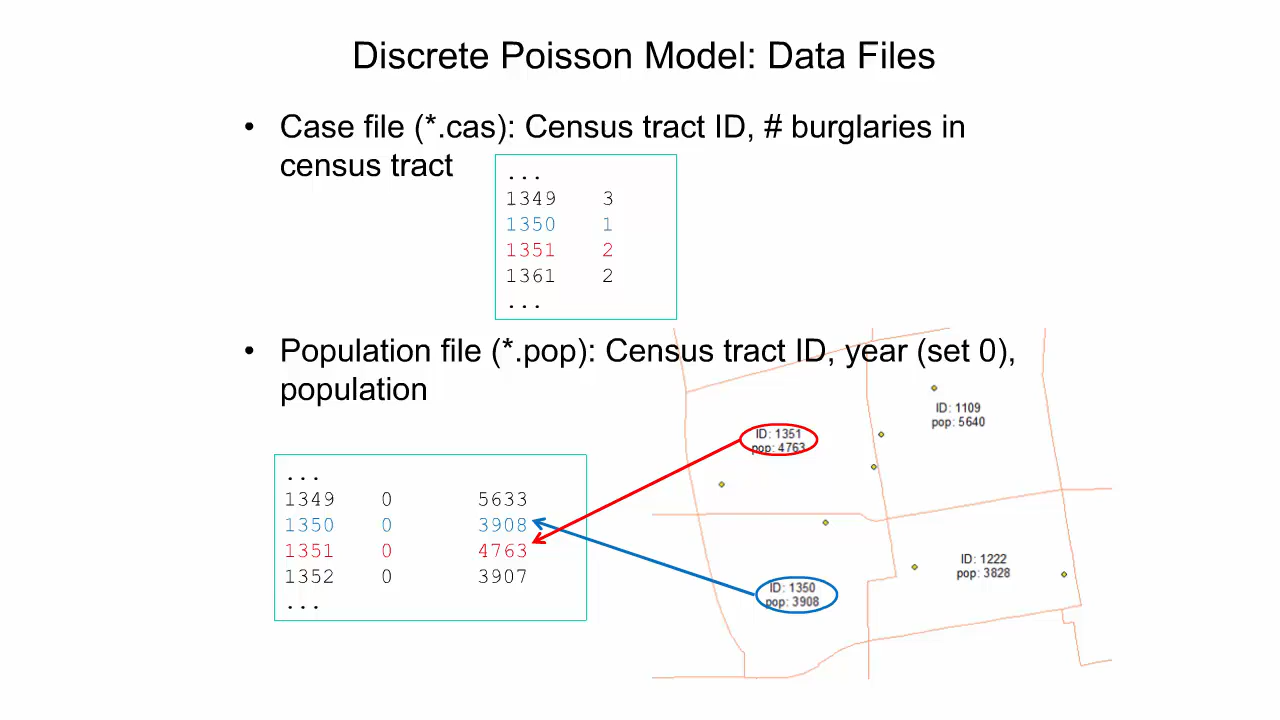 Discrete Poisson Model: Data Files
• Case file (*.cas): Census tract ID, # burglaries in
census tract
...
1349 3
1350 1
1351 2
1361 2
...
• Population file (*.pop): Census tract ID, year (set 0),
population
...
1349 0 5633
1350 0 3908
1351 0 4763
1352 0 3907
...
ID: 1351
pop: 4763
ID: 1109
pop: 5640
ID: 1350
pop: 3908
ID: 1222
pop: 3828